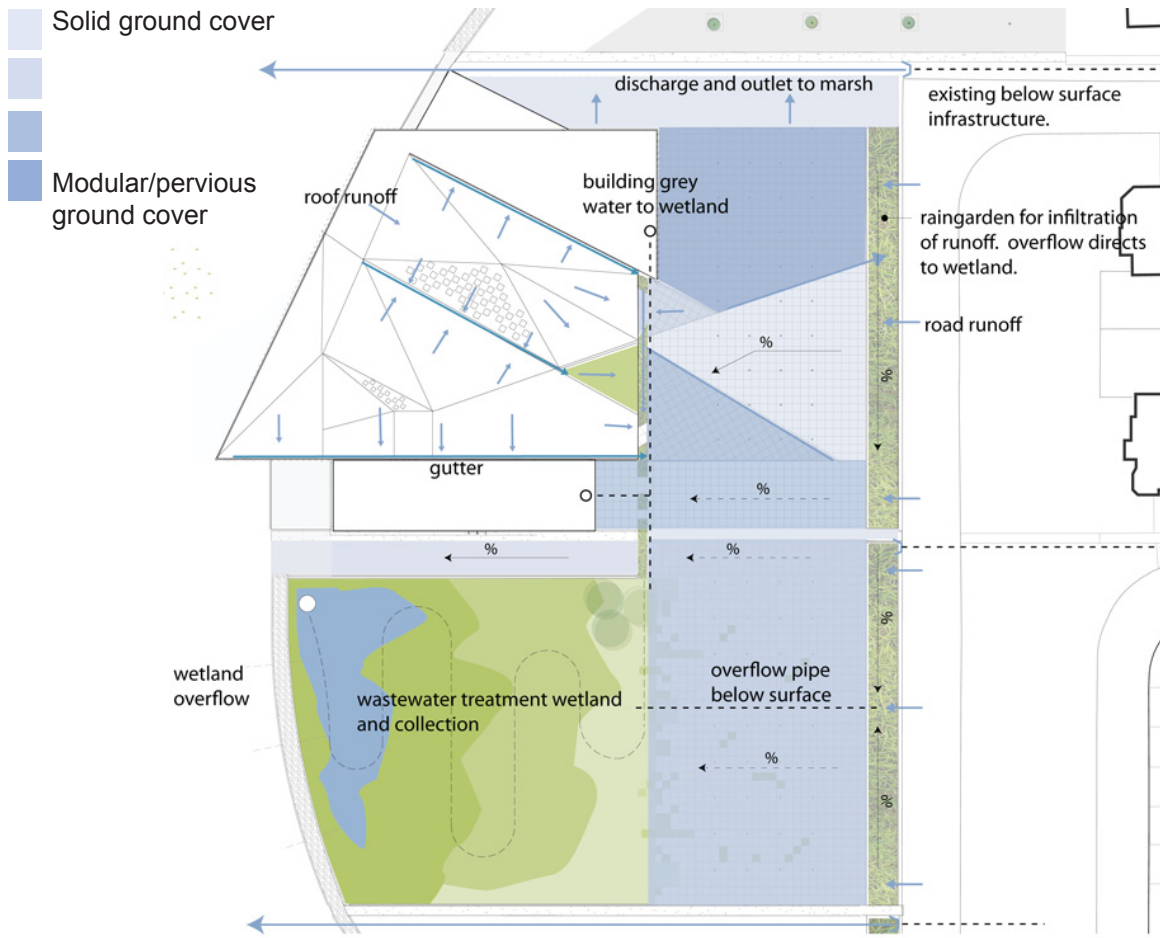 Solid ground cover
Modular/pervious
ground cover
discharge and outlet to marsh
existing below surface
infrastructure.
roof runoff
building grey
water to wetland
raingarden for infiltration
of runoff. overflow directs
to wetland.
road runoff
%
%
gutter
%
%
%
%
wetland
overflow
wastewater treatment wetland
and collection
overflow pipe
below surface
%
%